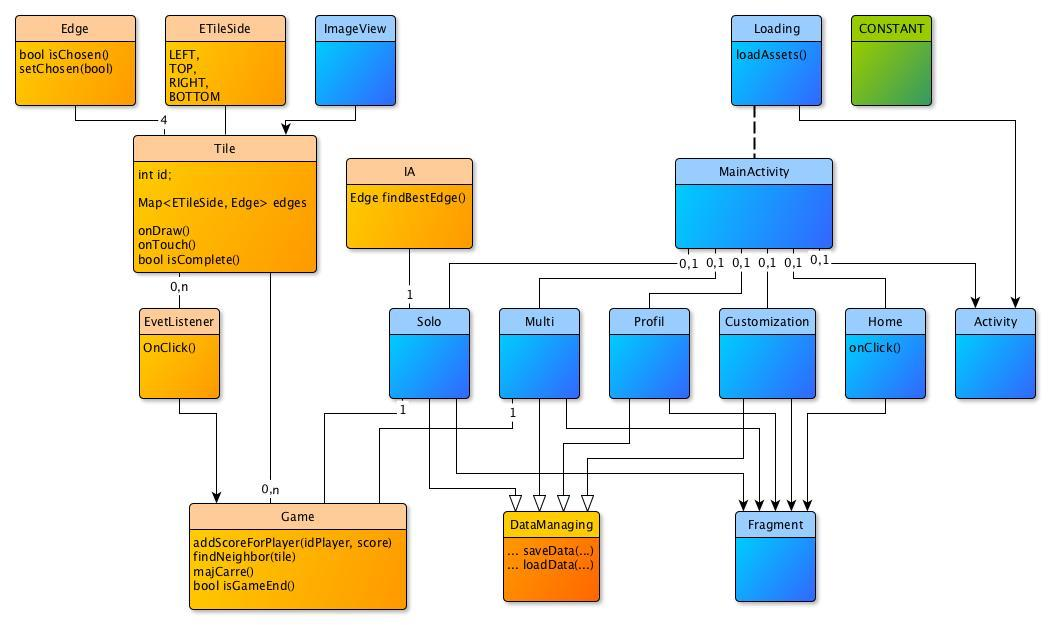 Edge
bool isChosen()
setChosen(bool)
ETileSide
LEFT,
TOP,
RIGHT,
BOTTOM
ImageView
Loading
loadAssets()
CONSTANT
4
Tile
int id;
Map<ETileSide, Edge> edges
onDraw()
onTouch()
bool isComplete()
IA
Edge findBestEdge()
MainActivity
0,1
0,1
0,1
0,1
0,1
0,1
0,n
1
EvetListener
OnClick()
Solo
Multi
Profil
Customization
Home
onClick()
Activity
1
1
0,n
Game
addScoreForPlayer(idPlayer, score)
findNeighbor(tile)
majCarre()
bool isGameEnd()
DataManaging
... saveData(...)
... loadData(...)
Fragment